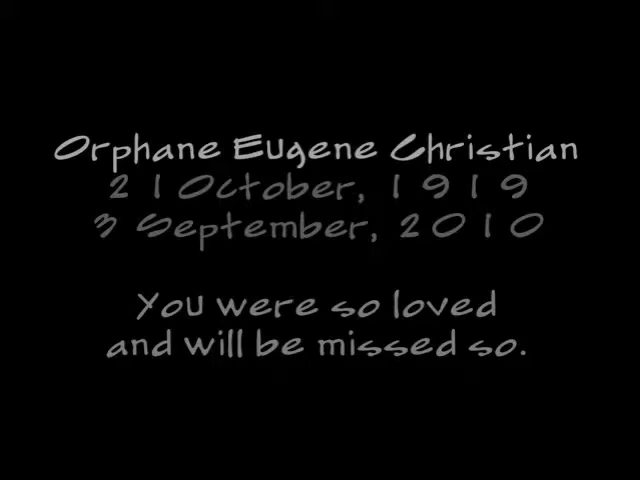 Orphane Eugene Christian
21 October, 1919
3 September, 2010
You were so loved
and will be missed so.